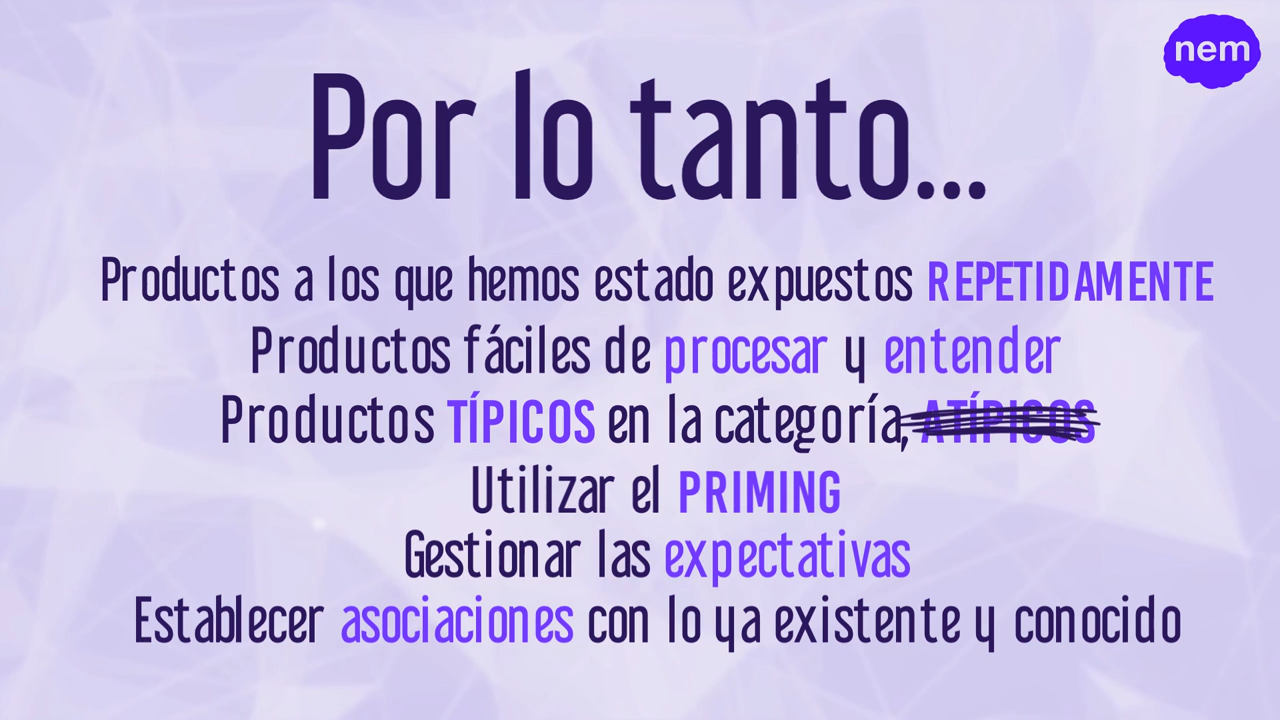 nem
Por lo tanto...
Productos a los que hemos estado expuestos REPETIDAMENTE
Productos fáciles de procesar y entender
Productos TÍPICOS en la categoría, ATÍPICOS
Utilizar el PRIMING
Gestionar las expectativas
Establecer asociaciones con lo ya existente y conocido